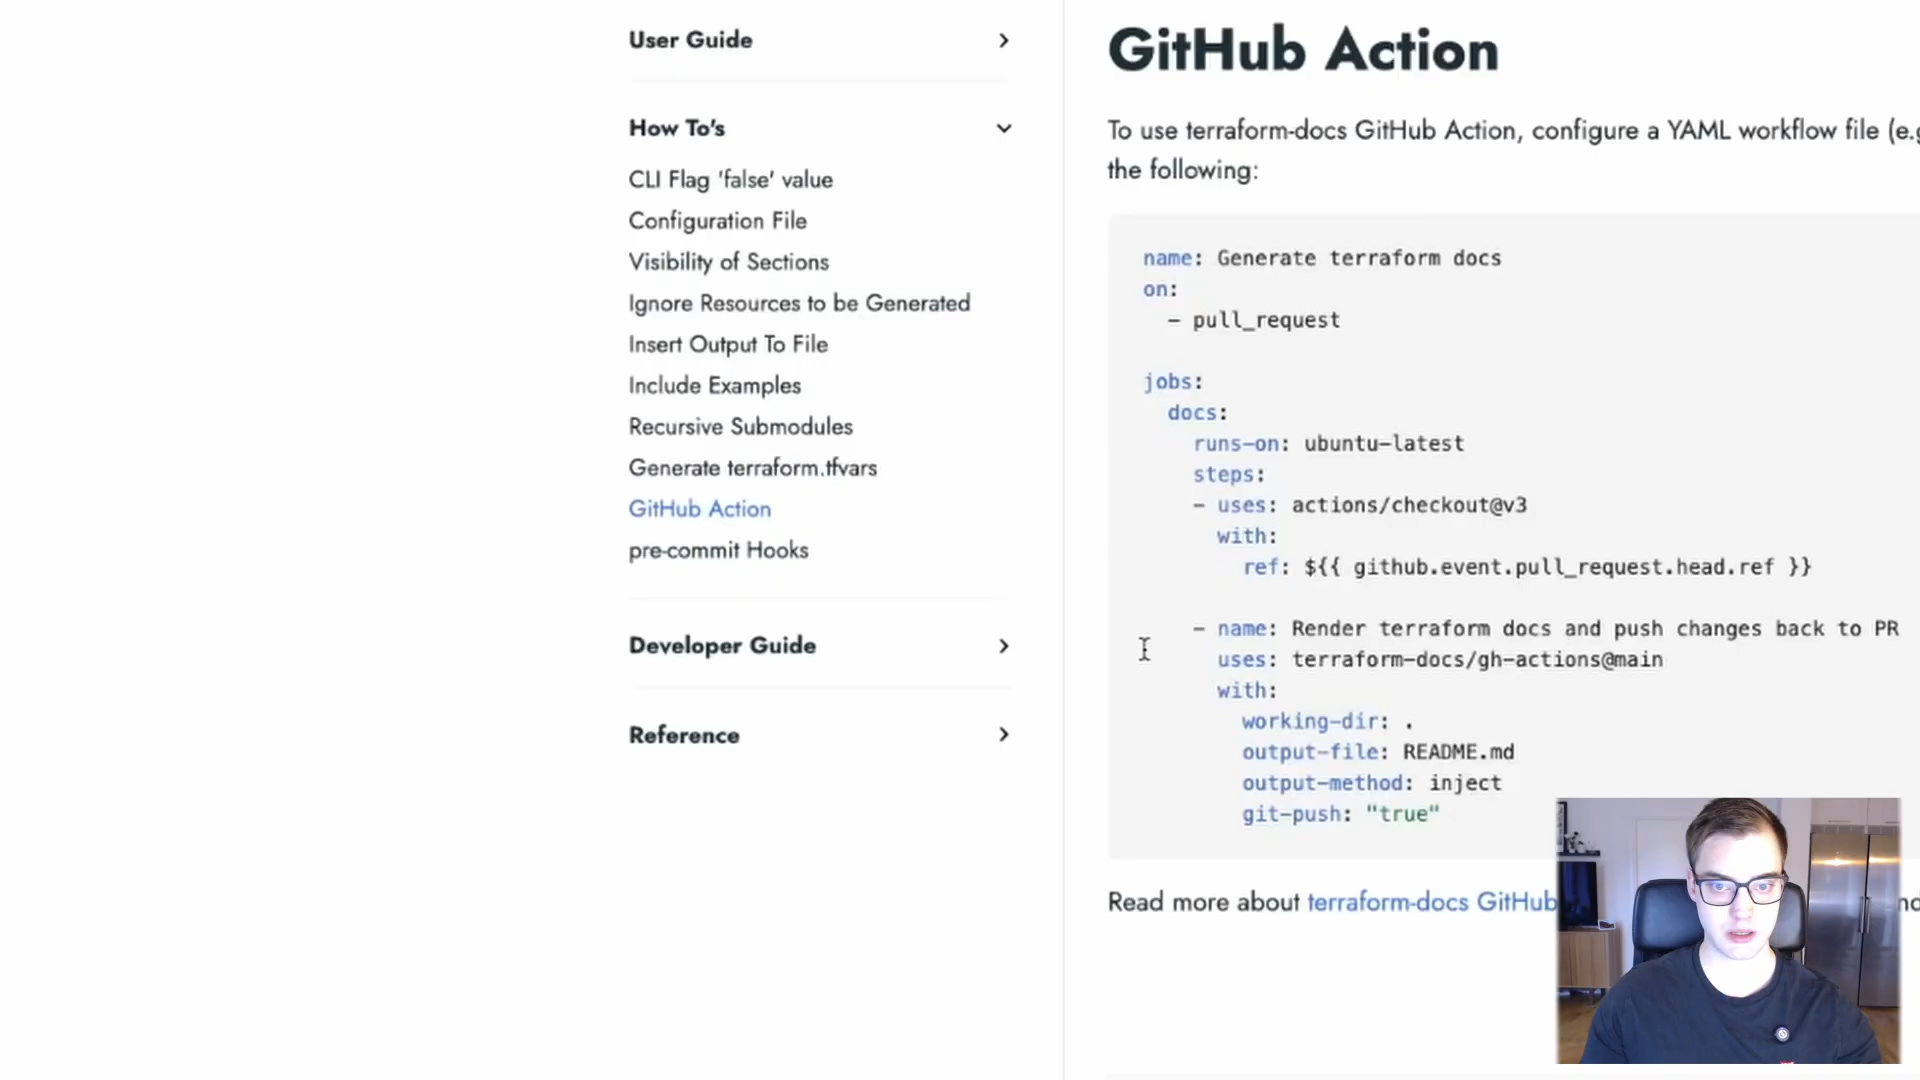 User Guide
How To's
CLI Flag 'false' value
Configuration File
Visibility of Sections
Ignore Resources to be Generated
Insert Output To File
Include Examples
Recursive Submodules
Generate terraform.tfvars
GitHub Action
pre-commit Hooks
Developer Guide
Reference
GitHub Action
To use terraform-docs GitHub Action, configure a YAML workflow file (e.g
the following:
name: Generate terraform docs
on:
- pull_request
jobs:
docs:
runs-on: ubuntu-latest
steps:
- uses: actions/checkout@v3
with:
ref: ${{ github.event.pull_request.head.ref }}
- name: Render terraform docs and push changes back to PR
uses: terraform-docs/gh-actions@main
with:
working-dir: .
output-file: README.md
output-method: inject
git-push: "true"
Read more about terraform-docs GitHub